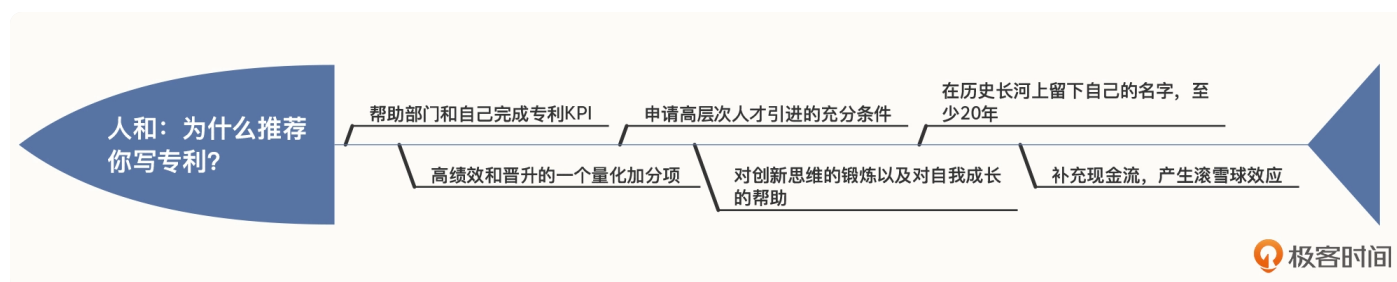 人和：为什么推荐
你写专利？
帮助部门和自己完成专利KPI
高绩效和晋升的一个量化加分项
申请高层次人才引进的充分条件
对创新思维的锻炼以及对自我成长
的帮助
在历史长河上留下自己的名字，至
少20年
补充现金流，产生滚雪球效应
极客时间